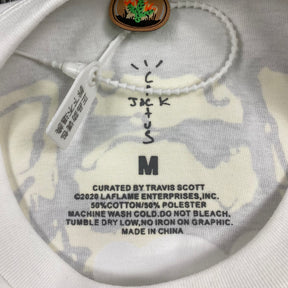 CACTUS
JACK
M
CURATED BY TRAVIS SCOTT
©2020 LAFLAME ENTERPRISES,INC.
50%COTTON/50% POLESTER
MACHINE WASH COLD.DO NOT BLEACH.
TUMBLE DRY LOW,NO IRON ON GRAPHIC.
MADE IN CHINA